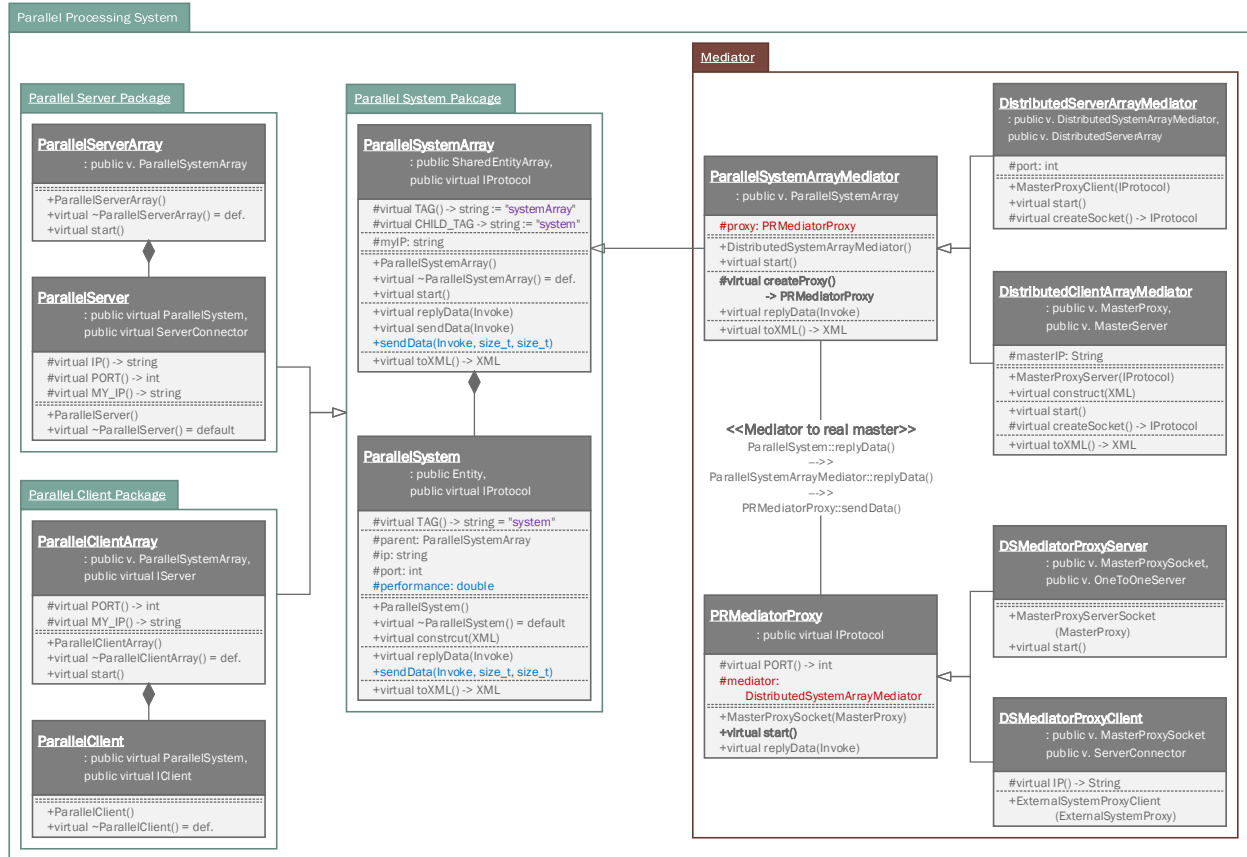 Parallel Processing System
Parallel Server Package
ParallelServerArray
: public v. ParallelSystemArray
+ParallelServerArray()
+virtual ~ParallelServerArray() = def.
+virtual start()
ParallelServer
: public virtual ParallelSystem,
public virtual ServerConnector
#virtual IP() -> string
#virtual PORT() -> int
#virtual MY_IP() -> string
+ParallelServer()
+virtual ~ParallelServer() = default
Parallel Client Package
ParallelClientArray
: public v. ParallelSystemArray,
public virtual IServer
#virtual PORT() -> int
#virtual MY_IP() -> string
+ParallelClientArray()
+virtual ~ParallelClientArray() = def.
+virtual start()
ParallelClient
: public virtual ParallelSystem,
public virtual IClient
+ParallelClient()
+virtual ~ParallelClient() = def.
Parallel System Pakcage
ParallelSystemArray
: public SharedEntityArray,
public virtual IProtocol
#virtual TAG() -> string := "systemArray"
#virtual CHILD_TAG -> string := "system"
#myIP: string
+ParallelSystemArray()
+virtual ~ParallelSystemArray() = def.
+virtual start()
+virtual replyData(Invoke)
+virtual sendData(Invoke)
+sendData(Invoke, size_t, size_t)
+virtual toXML() -> XML
ParallelSystem
: public Entity,
public virtual IProtocol
#virtual TAG() -> string = "system"
#parent: ParallelSystemArray
#ip: string
#port: int
#performance: double
+ParallelSystem()
+virtual ~ParallelSystem() = default
+virtual constrcut(XML)
+virtual replyData(Invoke)
+sendData(Invoke, size_t, size_t)
+virtual toXML() -> XML
Mediator
ParallelSystemArrayMediator
: public v. ParallelSystemArray
#proxy: PRMediatorProxy
+DistributedSystemArrayMediator()
+virtual start()
#virtual createProxy()
-> PRMediatorProxy
+virtual replyData(Invoke)
+virtual toXML() -> XML
<<Mediator to real master>>
ParallelSystem::replyData()
--->>
ParallelSystemArrayMediator::replyData()
--->>
PRMediatorProxy::sendData()
PRMediatorProxy
: public virtual IProtocol
#virtual PORT() -> int
#mediator:
DistributedSystemArrayMediator
+MasterProxySocket(MasterProxy)
+virtual start()
+virtual replyData(Invoke)
DistributedServerArrayMediator
: public v. DistributedSystemArrayMediator,
public v. DistributedServerArray
#port: int
+MasterProxyClient(IProtocol)
+virtual start()
#virtual createSocket() -> IProtocol
DistributedClientArrayMediator
: public v. MasterProxy,
public v. MasterServer
#masterIP: String
+MasterProxyServer(IProtocol)
+virtual construct(XML)
+virtual start()
#virtual createSocket() -> IProtocol
+virtual toXML() -> XML
DSMediatorProxyServer
: public v. MasterProxySocket,
public v. OneToOneServer
+MasterProxyServerSocket
(MasterProxy)
+virtual start()
DSMediatorProxyClient
: public v. MasterProxySocket
public v. ServerConnector
#virtual IP() -> String
+ExternalSystemProxyClient
(ExternalSystemProxy)